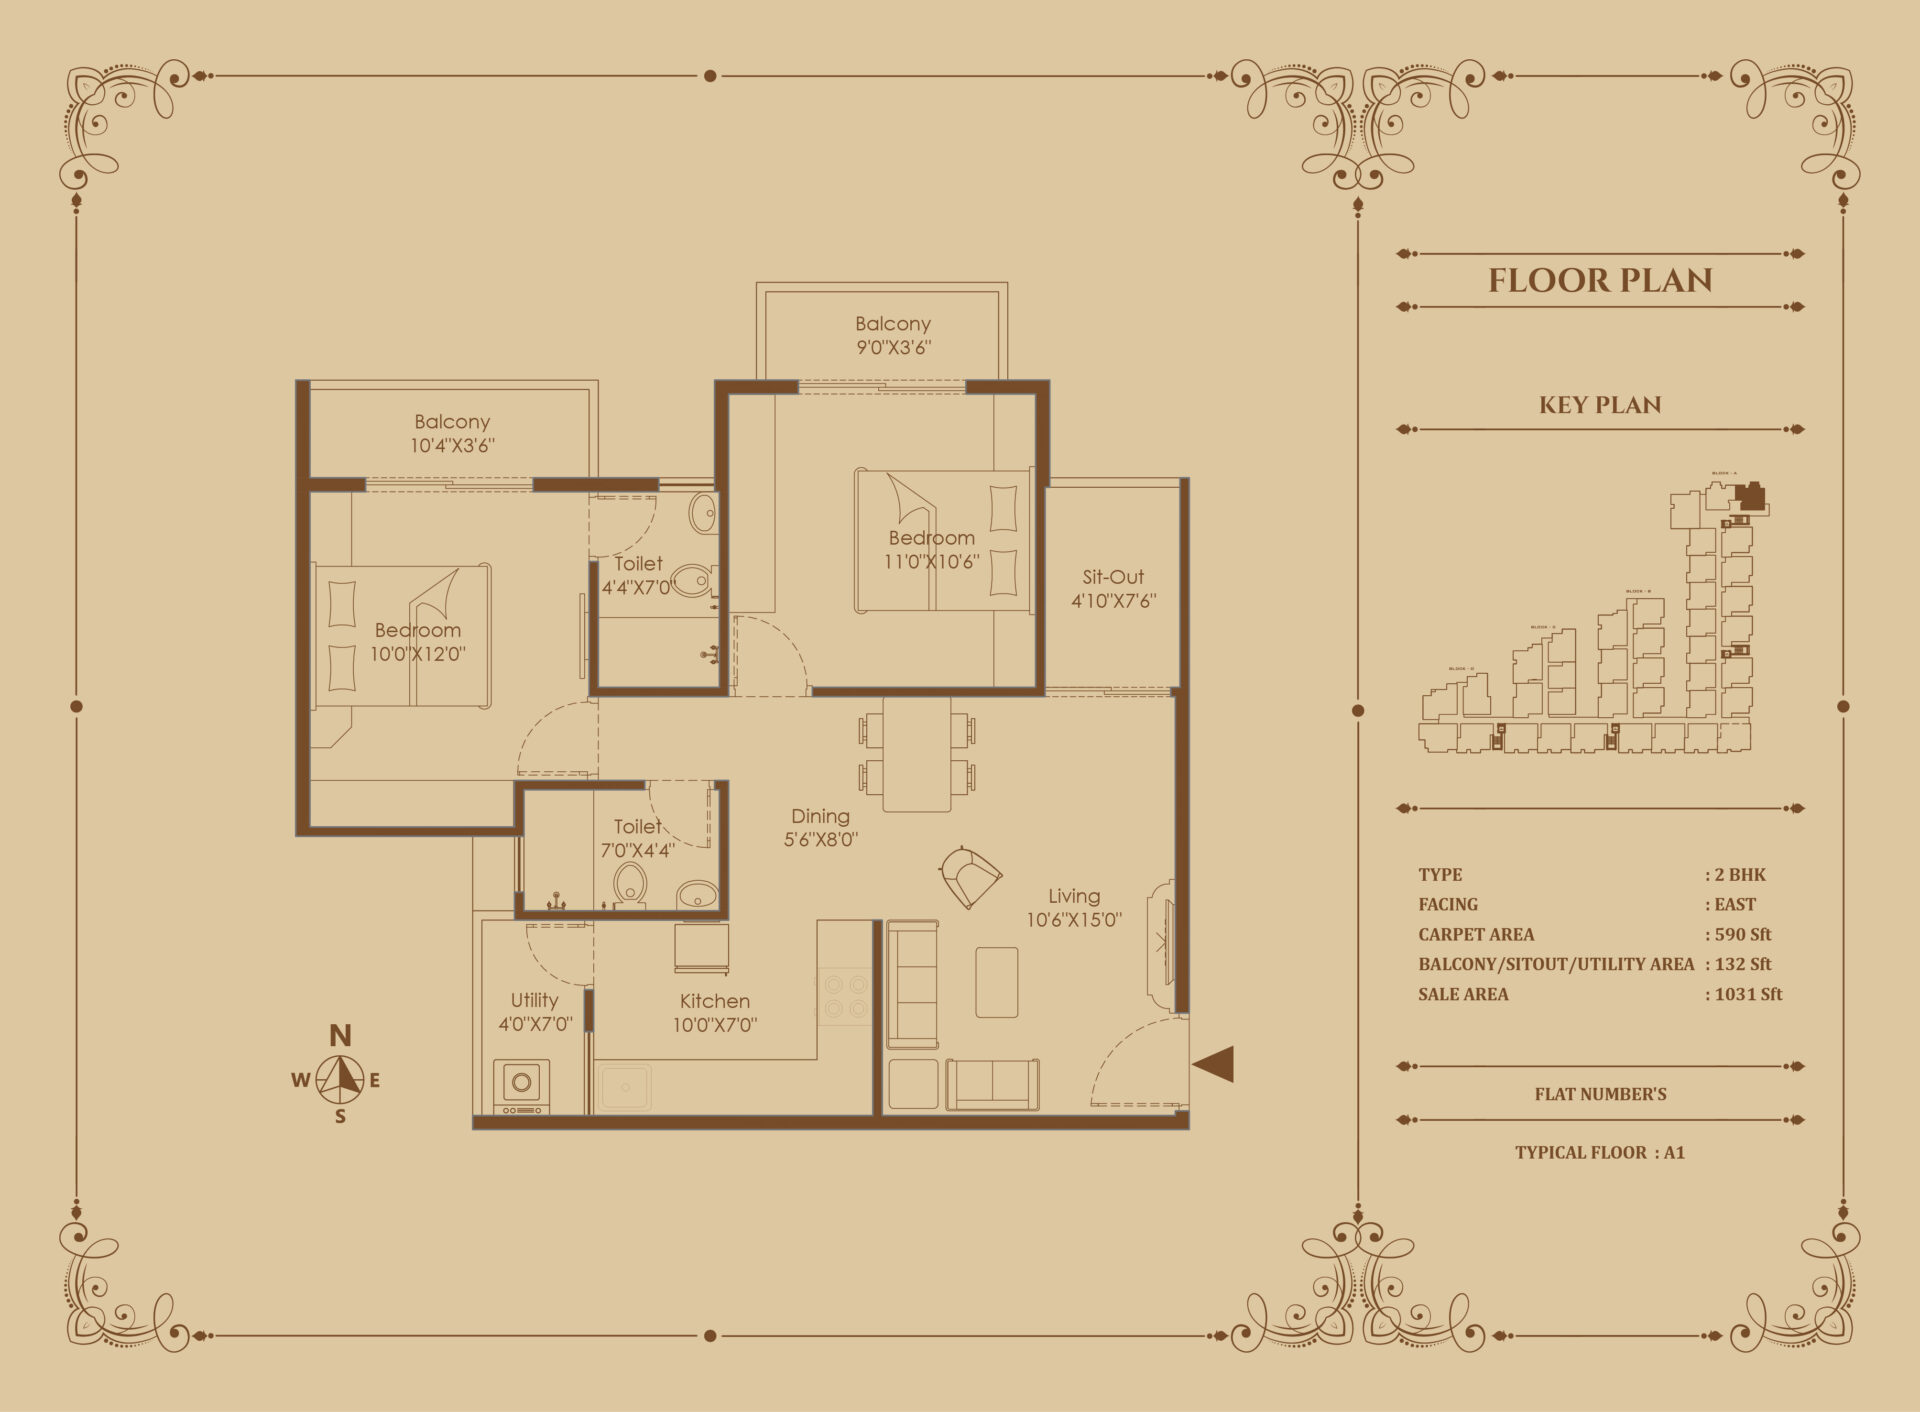 Balcony
9'0"X3'6"
Balcony
10'4"X3'6"
Bedroom
11'0"X10'6"
Toilet
4'4"X7'0"
Sit-Out
4'10"X7'6"
Bedroom
10'0"X12'0"
Dining
5'6"X8'0"
Toilet
7'0"X4'4"
Living
10'6"X15'0"
Utility
4'0"X7'0"
Kitchen
10'0"X7'0"
N
W E
S
FLOOR PLAN
KEY PLAN
BLOCK - A
BLOCK - B
BLOCK - C
BLOCK - D
TYPE : 2 BHK
FACING : EAST
CARPET AREA : 590 Sft
BALCONY/SITOUT/UTILITY AREA : 132 Sft
SALE AREA : 1031 Sft
FLAT NUMBER'S
TYPICAL FLOOR : A1